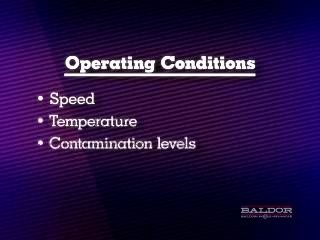 Operating Conditions
• Speed
• Temperature
• Contamination levels
BALDOR